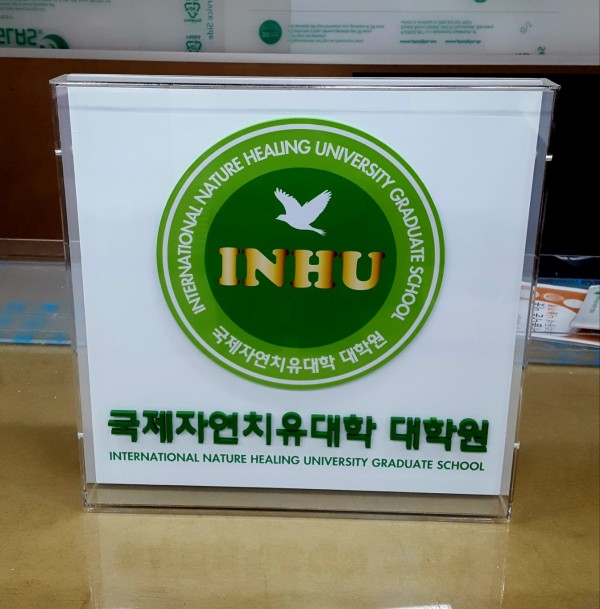 INTERNATIONAL NATURE HEALING UNIVERSITY GRADUATE SCHOOL
INHU
국제자연치유대학 대학원
국제자연치유대학 대학원
INTERNATIONAL NATURE HEALING UNIVERSITY GRADUATE SCHOOL